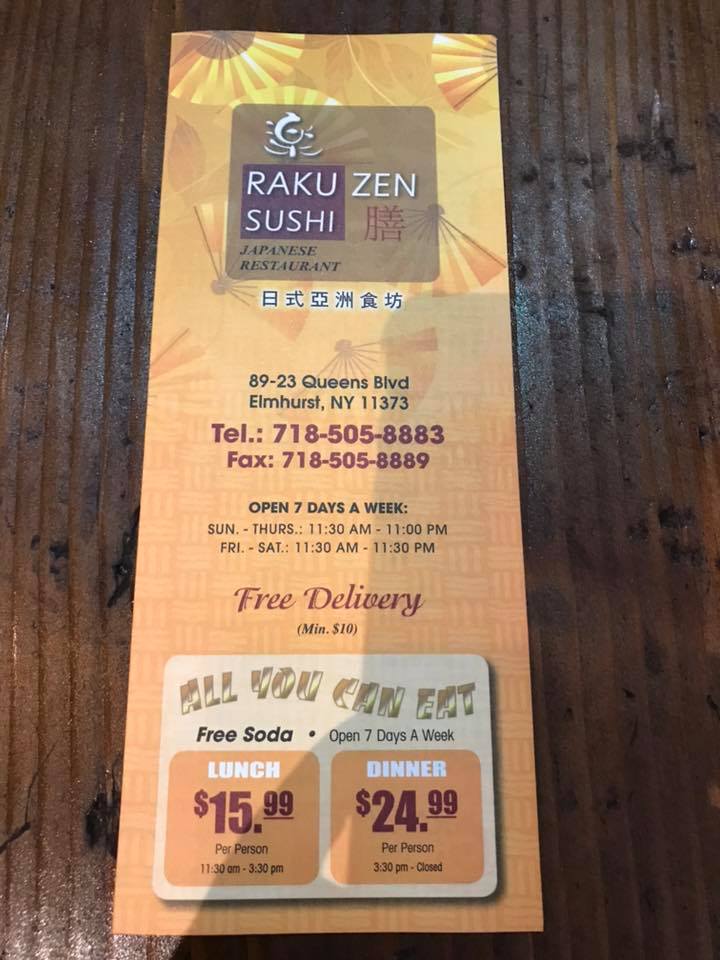 RAKU ZEN
SUSHI 膳
JAPANESE
RESTAURANT
日式亞洲食坊
89-23 Queens Blvd
Elmhurst, NY 11373
Tel.: 718-505-8883
Fax: 718-505-8889
OPEN 7 DAYS A WEEK:
SUN. - THURS.: 11:30 AM - 11:00 PM
FRI. - SAT.: 11:30 AM - 11:30 PM
Free Delivery
(Min. $10)
ALL YOU CAN EAT
Free Soda • Open 7 Days A Week
LUNCH
$15.99
Per Person
11:30 am - 3:30 pm
DINNER
$24.99
Per Person
3:30 pm - Closed